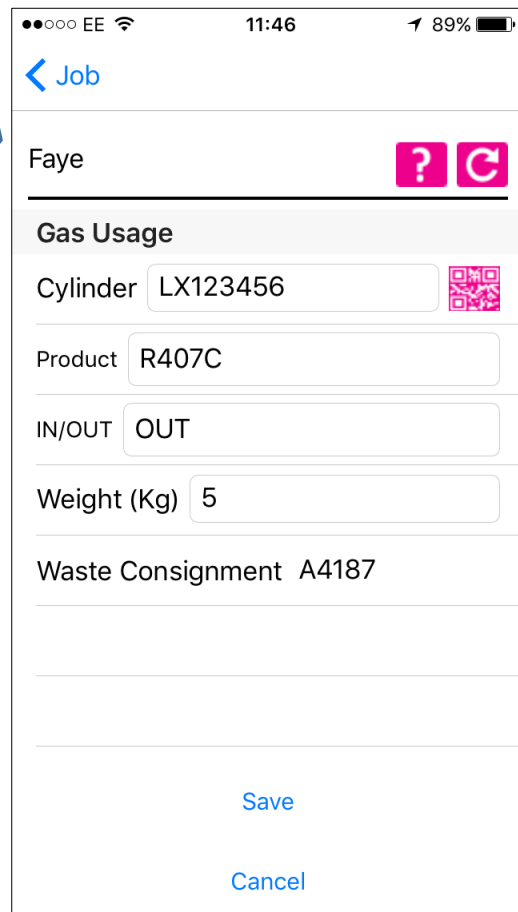 EE 11:46 89%
Job
Faye ?
Gas Usage
Cylinder LX123456
Product R407C
IN/OUT OUT
Weight (Kg) 5
Waste Consignment A4187
Save
Cancel